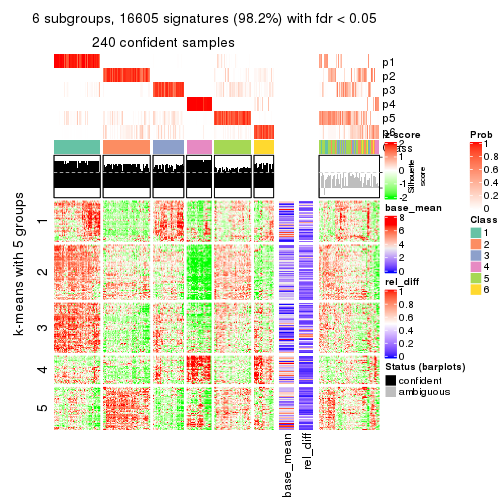 6 subgroups, 16605 signatures (98.2%) with fdr < 0.05
240 confident samples
p1
p2
p3
p4
p5
p6
Class
Silhouette
score
k-means with 5 groups
1
2
3
4
5
base_mean
rel_diff
z-score
2
1
0
-1
-2
base_mean
8
6
4
2
0
rel_diff
1
0.8
0.6
0.4
0.2
0
Status (barplots)
confident
ambiguous
Prob
1
0.8
0.6
0.4
0.2
0
Class
1
2
3
4
5
6